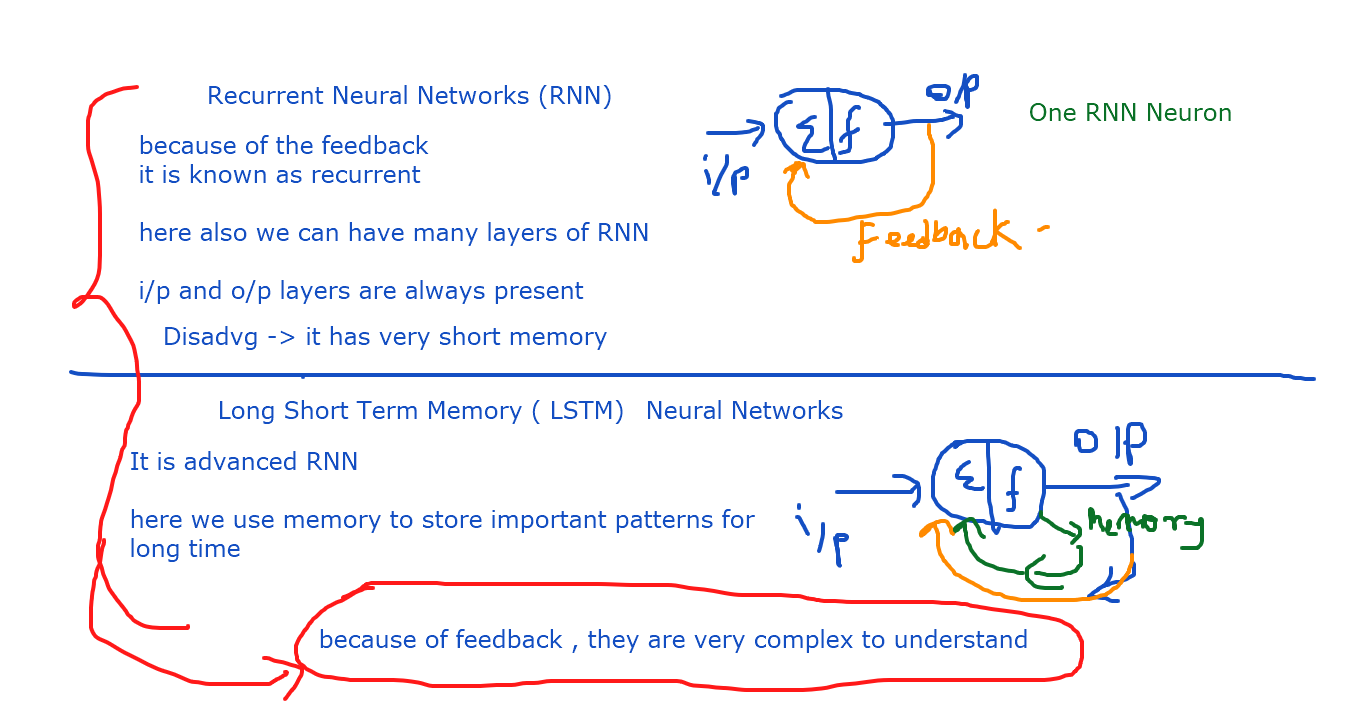 Recurrent Neural Networks (RNN)
o/p
One RNN Neuron
Σ f
i/p
because of the feedback
it is known as recurrent
here also we can have many layers of RNN
Feedback -
i/p and o/p layers are always present
Disadvg -> it has very short memory
Long Short Term Memory ( LSTM) Neural Networks
o/p
It is advanced RNN
Σ f
i/p
Memory
here we use memory to store important patterns for
long time
because of feedback , they are very complex to understand